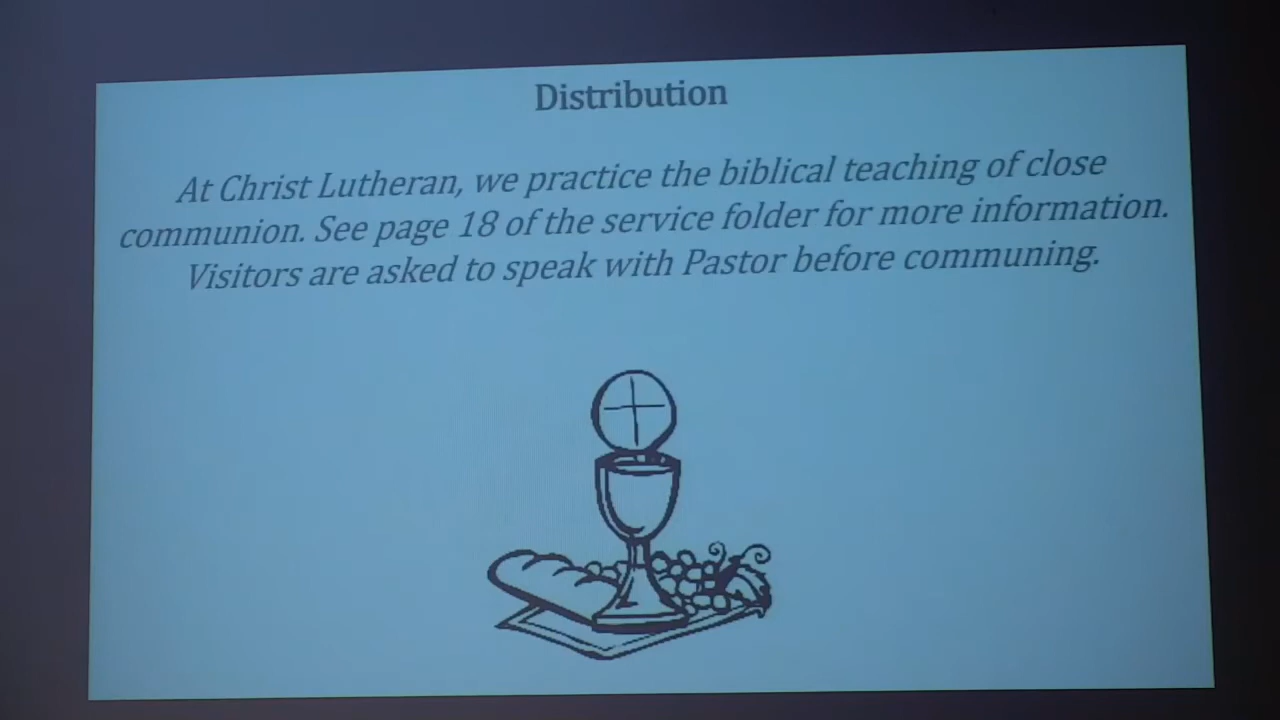 Distribution
At Christ Lutheran, we practice the biblical teaching of close
communion. See page 18 of the service folder for more information.
Visitors are asked to speak with Pastor before communing.